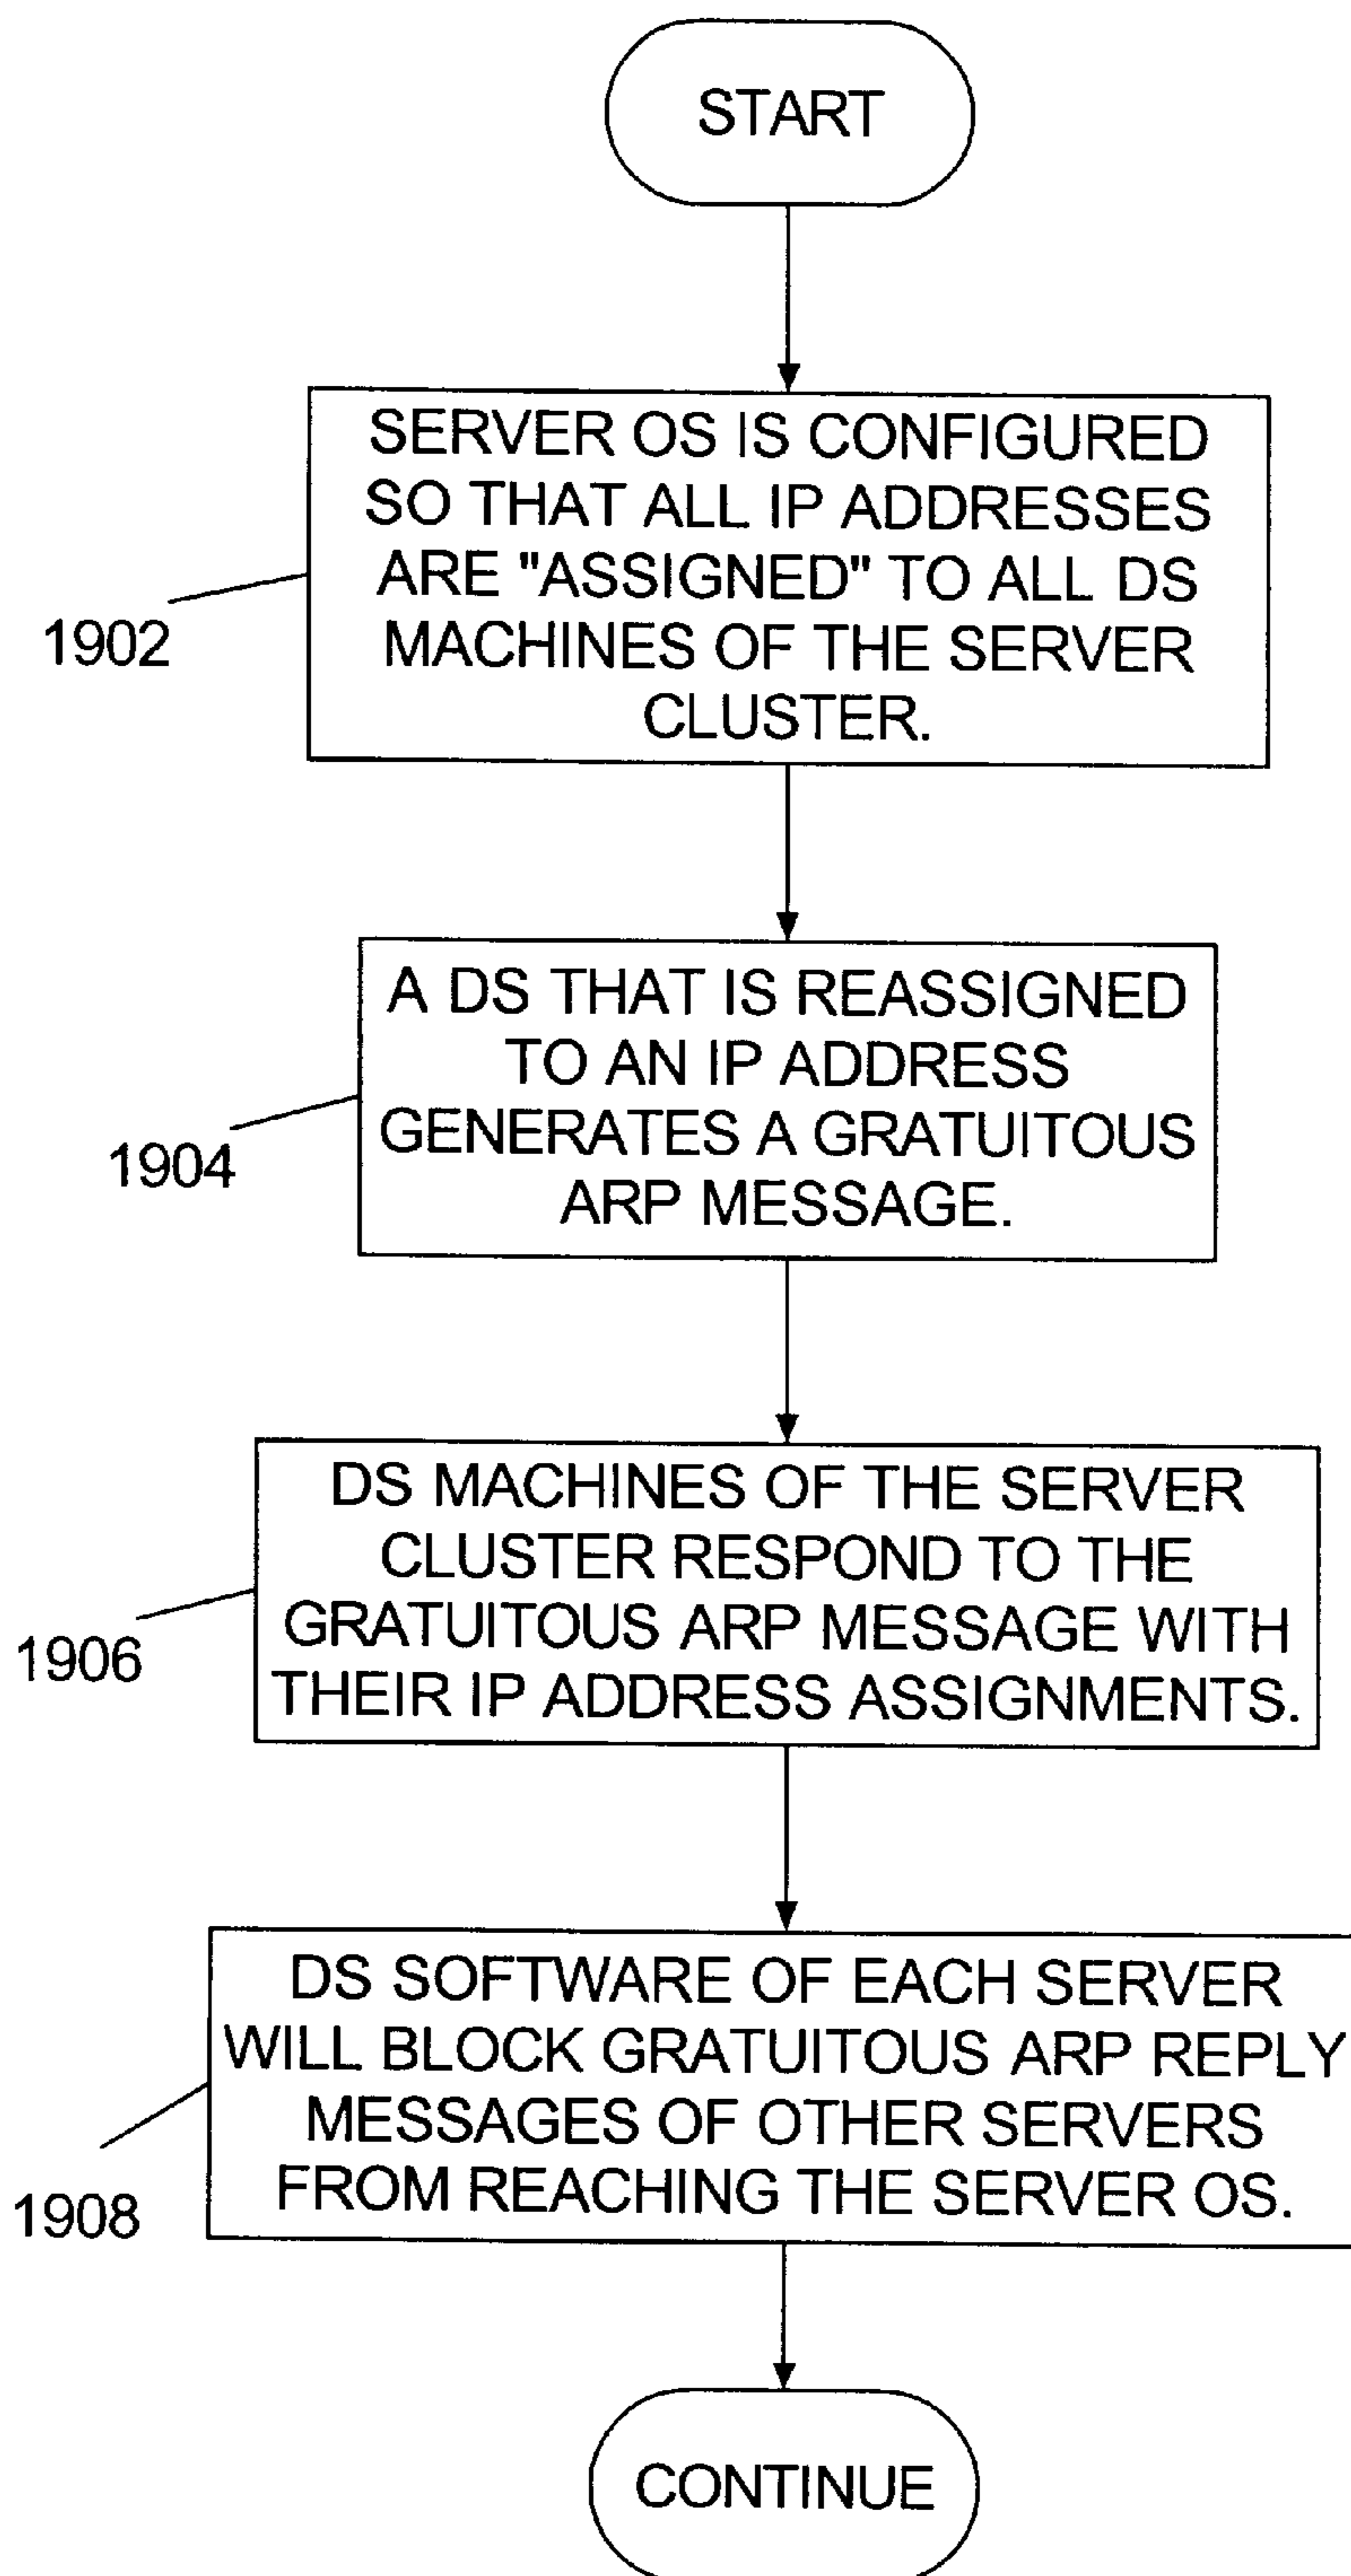 START
SERVER OS IS CONFIGURED
SO THAT ALL IP ADDRESSES
ARE "ASSIGNED" TO ALL DS
MACHINES OF THE SERVER
CLUSTER.
1902
A DS THAT IS REASSIGNED
TO AN IP ADDRESS
GENERATES A GRATUITOUS
ARP MESSAGE.
1904
DS MACHINES OF THE SERVER
CLUSTER RESPOND TO THE
GRATUITOUS ARP MESSAGE WITH
THEIR IP ADDRESS ASSIGNMENTS.
1906
DS SOFTWARE OF EACH SERVER
WILL BLOCK GRATUITOUS ARP REPLY
MESSAGES OF OTHER SERVERS
FROM REACHING THE SERVER OS.
1908
CONTINUE